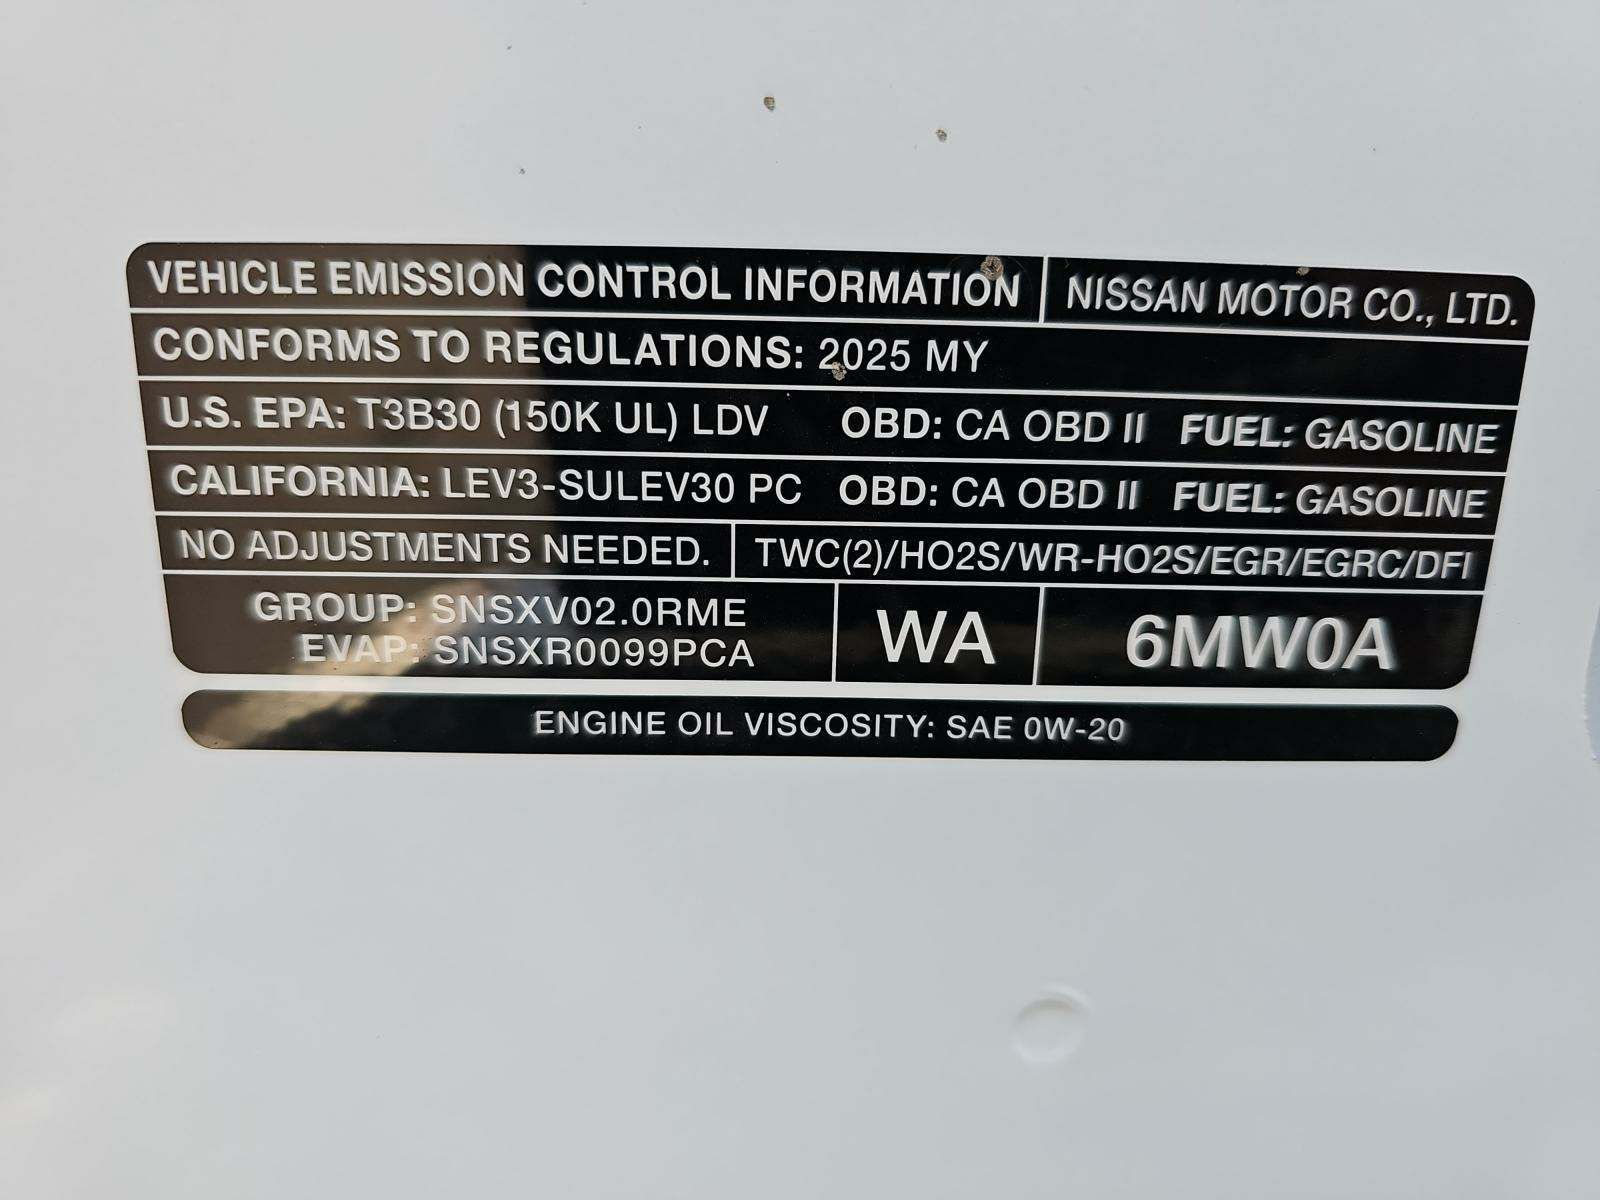 VEHICLE EMISSION CONTROL INFORMATION NISSAN MOTOR CO., LTD.
CONFORMS TO REGULATIONS: 2025 MY
U.S. EPA: T3B30 (150K UL) LDV OBD: CA OBD II FUEL: GASOLINE
CALIFORNIA: LEV3-SULEV30 PC OBD: CA OBD II FUEL: GASOLINE
NO ADJUSTMENTS NEEDED. TWC(2)/HO2S/WR-HO2S/EGR/EGRC/DFI
GROUP: SNSXV02.0RME
EVAP: SNSXR0099PCA
WA
6MW0A
ENGINE OIL VISCOSITY: SAE 0W-20